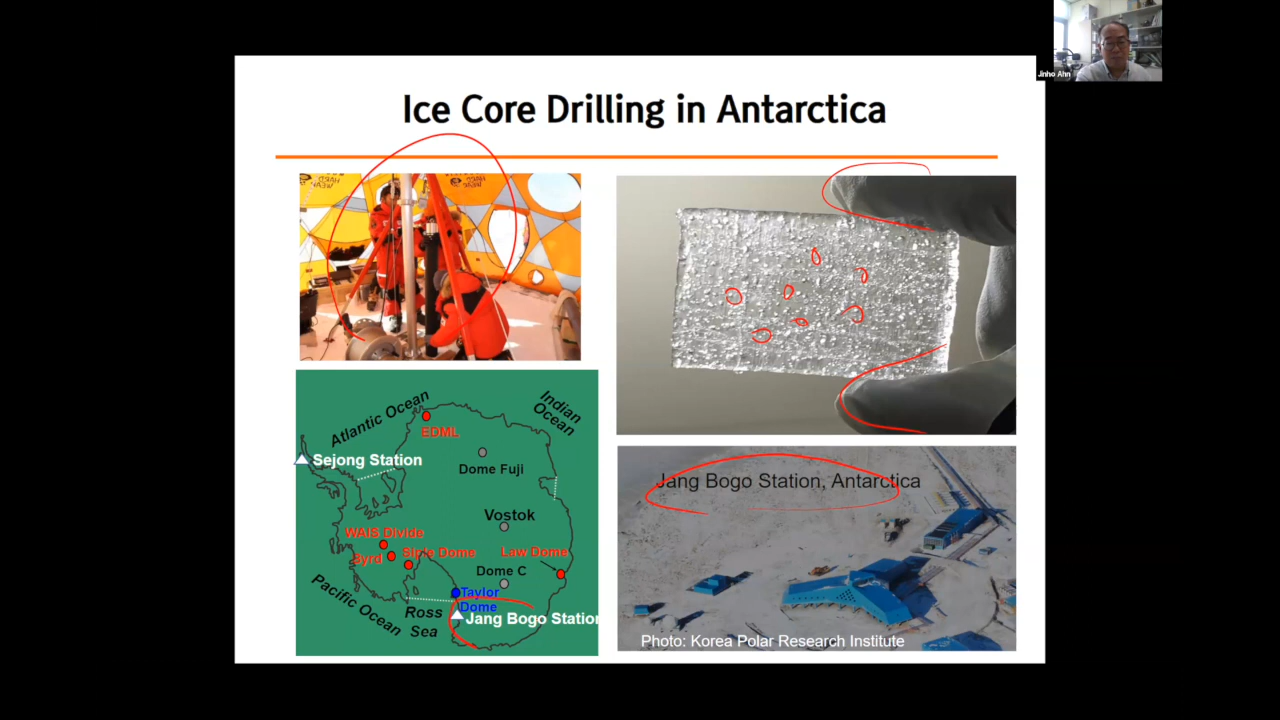 Jinho Ahn
Ice Core Drilling in Antarctica
Atlantic Ocean
Indian
Ocean
EDML
Sejong Station
Dome Fuji
Vostok
WAIS Divide
Byrd
Siple Dome
Law Dome
Dome C
Pacific Ocean
Ross
Sea
Taylor
Dome
Jang Bogo Station
Jang Bogo Station, Antarctica
Photo: Korea Polar Research Institute